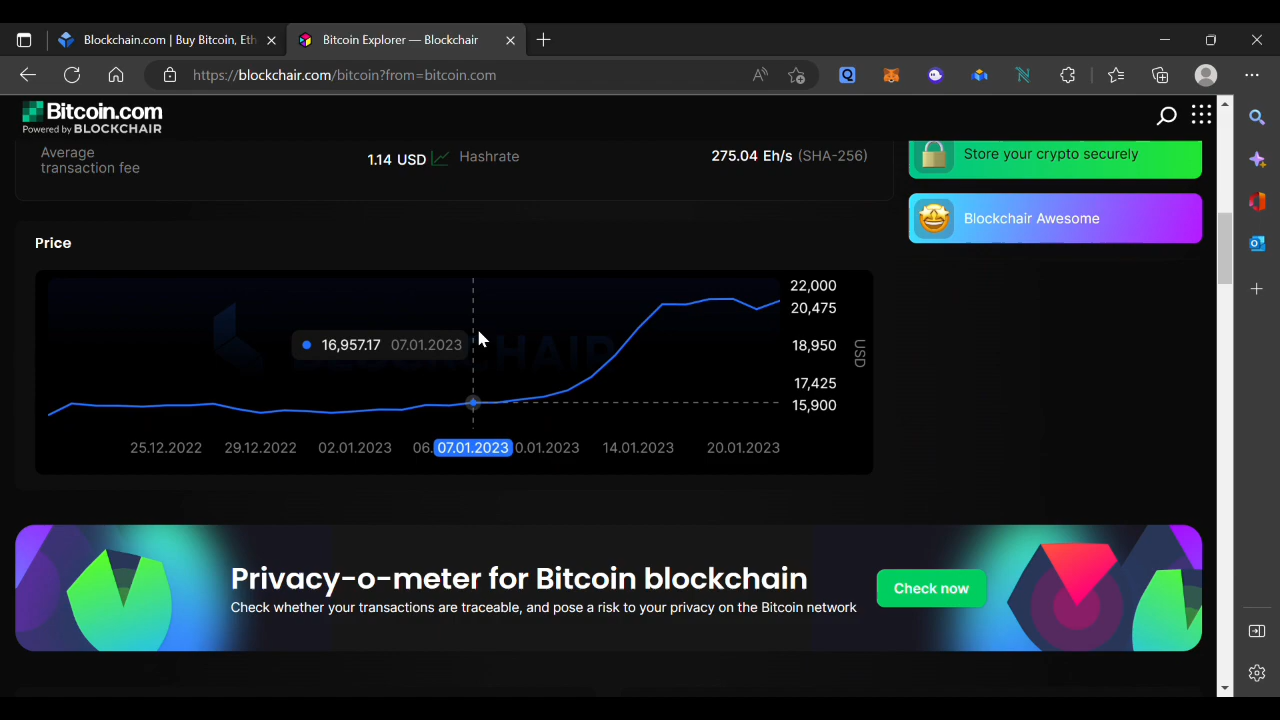 Blockchain.com | Buy Bitcoin, Eth
Bitcoin Explorer — Blockchair
https://blockchair.com/bitcoin?from=bitcoin.com
Bitcoin.com
Powered by BLOCKCHAIR
Average
transaction fee
1.14 USD
Hashrate
275.04 Eh/s (SHA-256)
Store your crypto securely
Blockchair Awesome
Price
22,000
20,475
18,950
17,425
15,900
USD
BLOCKCHAIR
16,957.17 07.01.2023
25.12.2022 29.12.2022 02.01.2023 06. 07.01.2023 0.01.2023 14.01.2023 20.01.2023
Privacy-o-meter for Bitcoin blockchain
Check whether your transactions are traceable, and pose a risk to your privacy on the Bitcoin network
Check now